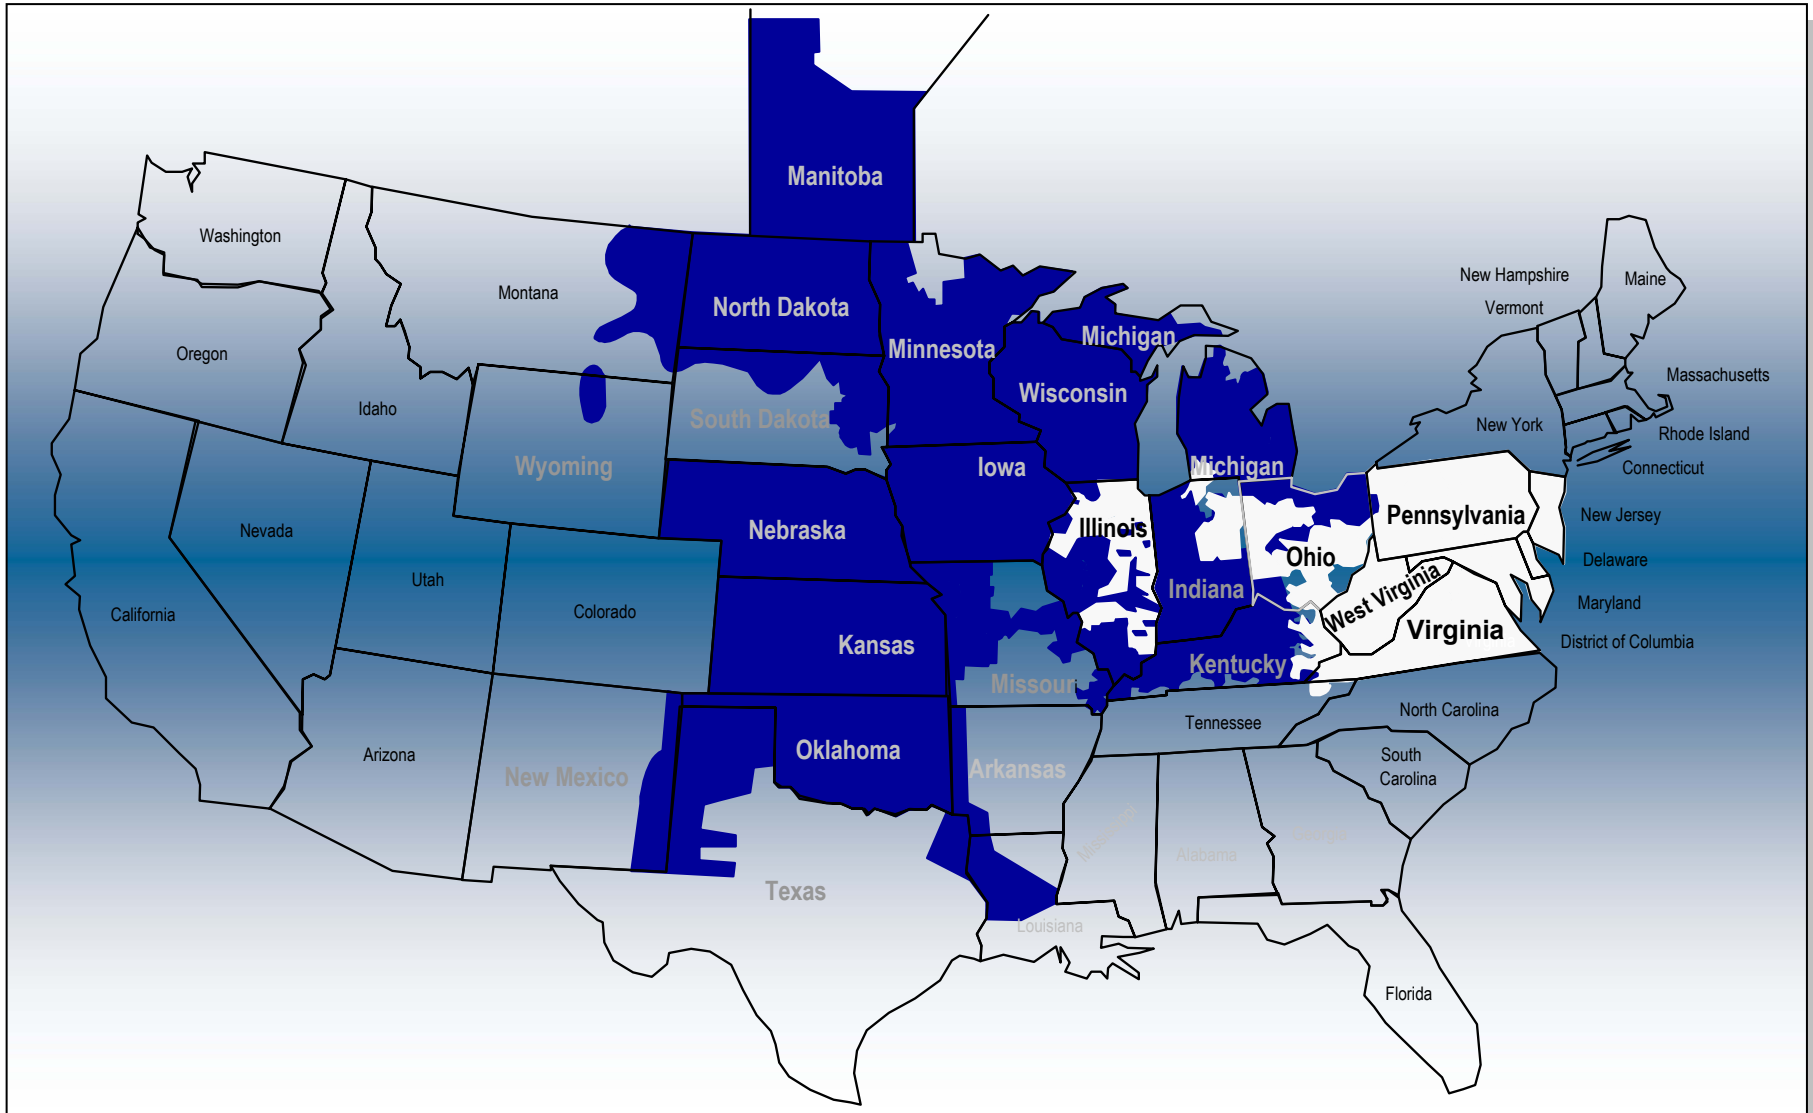 Manitoba
Washington
New Hampshire
Maine
Montana
Vermont
North Dakota
Michigan
Minnesota
Oregon
Massachusetts
Wisconsin
Idaho
South Dakota
New York
Rhode Island
Wyoming
Iowa
Michigan
Connecticut
Nevada
Nebraska
Illinois
Pennsylvania
New Jersey
Ohio
Delaware
Utah
Indiana
West Virginia
Maryland
California
Colorado
Virginia
Kansas
District of Columbia
Kentucky
Missour
North Carolina
Tennessee
Arizona
Oklahoma
South
Carolina
New Mexico
Arkansas
Mississippi
Alabama
Texas
Louisiana
Florida